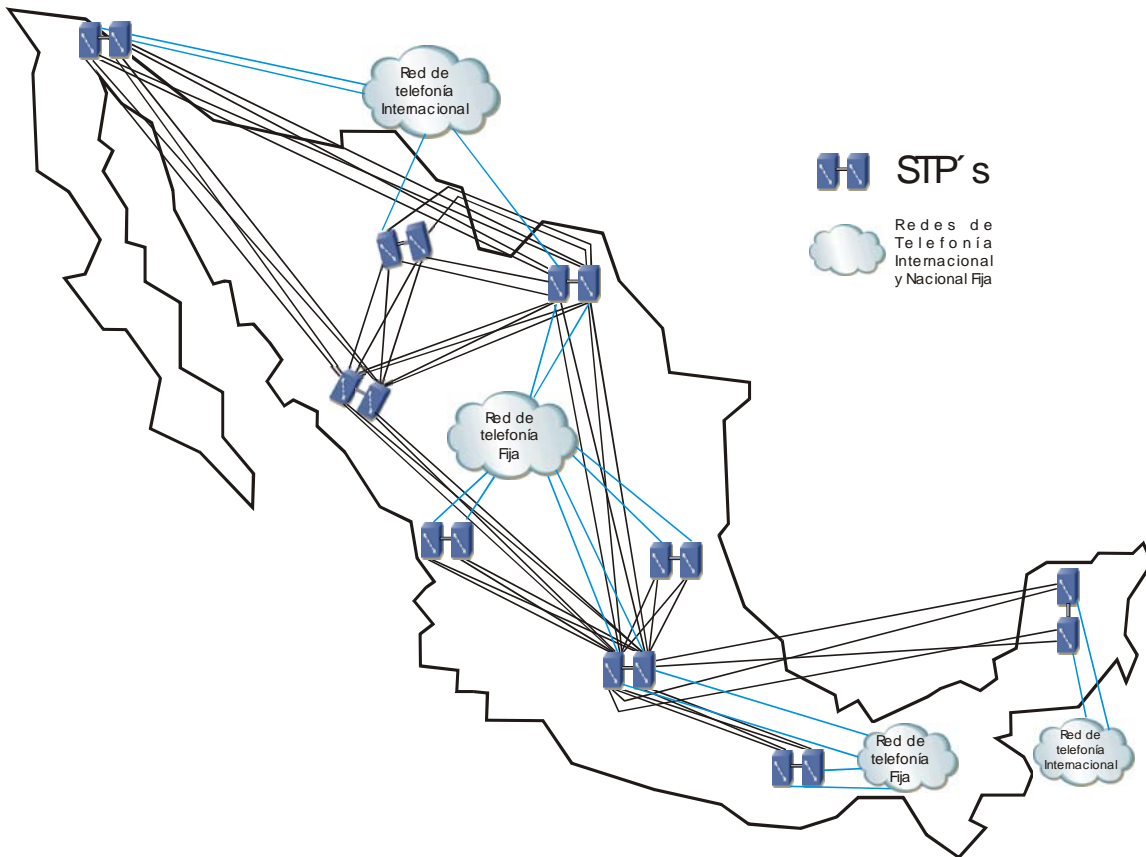 Red de
telefonía
Internacional
STP´s
Redes de
Telefonía
Internacional
y Nacional Fija
Red de
telefonía
Fija
Red de
telefonía
Fija
Red de
telefonía
Internacional